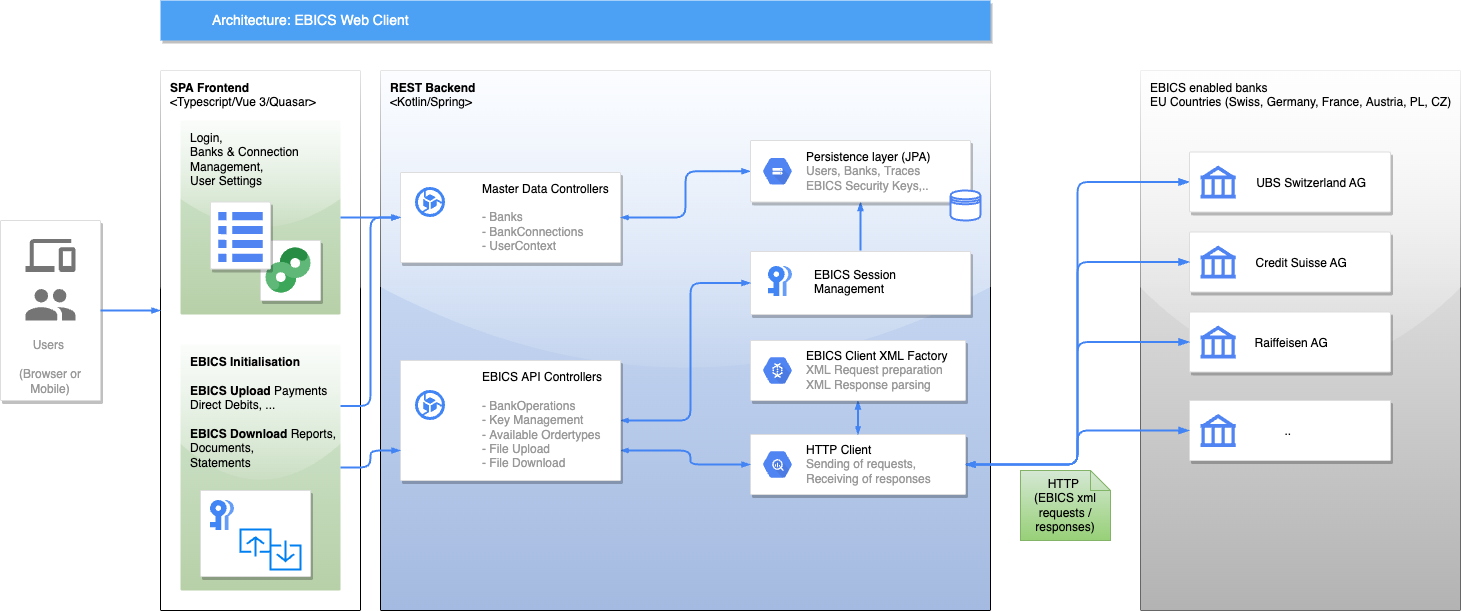 Architecture: EBICS Web Client
Users
(Browser or
Mobile)
SPA Frontend
<Typescript/Vue 3/Quasar>
Login,
Banks & Connection
Management,
User Settings
EBICS Initialisation
EBICS Upload Payments
Direct Debits, ...
EBICS Download Reports,
Documents,
Statements
REST Backend
<Kotlin/Spring>
Master Data Controllers
- Banks
- BankConnections
- UserContext
EBICS API Controllers
- BankOperations
- Key Management
- Available Ordertypes
- File Upload
- File Download
Persistence layer (JPA)
Users, Banks, Traces
EBICS Security Keys,..
EBICS Session
Management
EBICS Client XML Factory
XML Request preparation
XML Response parsing
HTTP Client
Sending of requests,
Receiving of responses
HTTP
(EBICS xml
requests /
responses)
EBICS enabled banks
EU Countries (Swiss, Germany, France, Austria, PL, CZ)
UBS Switzerland AG
Credit Suisse AG
Raiffeisen AG
..